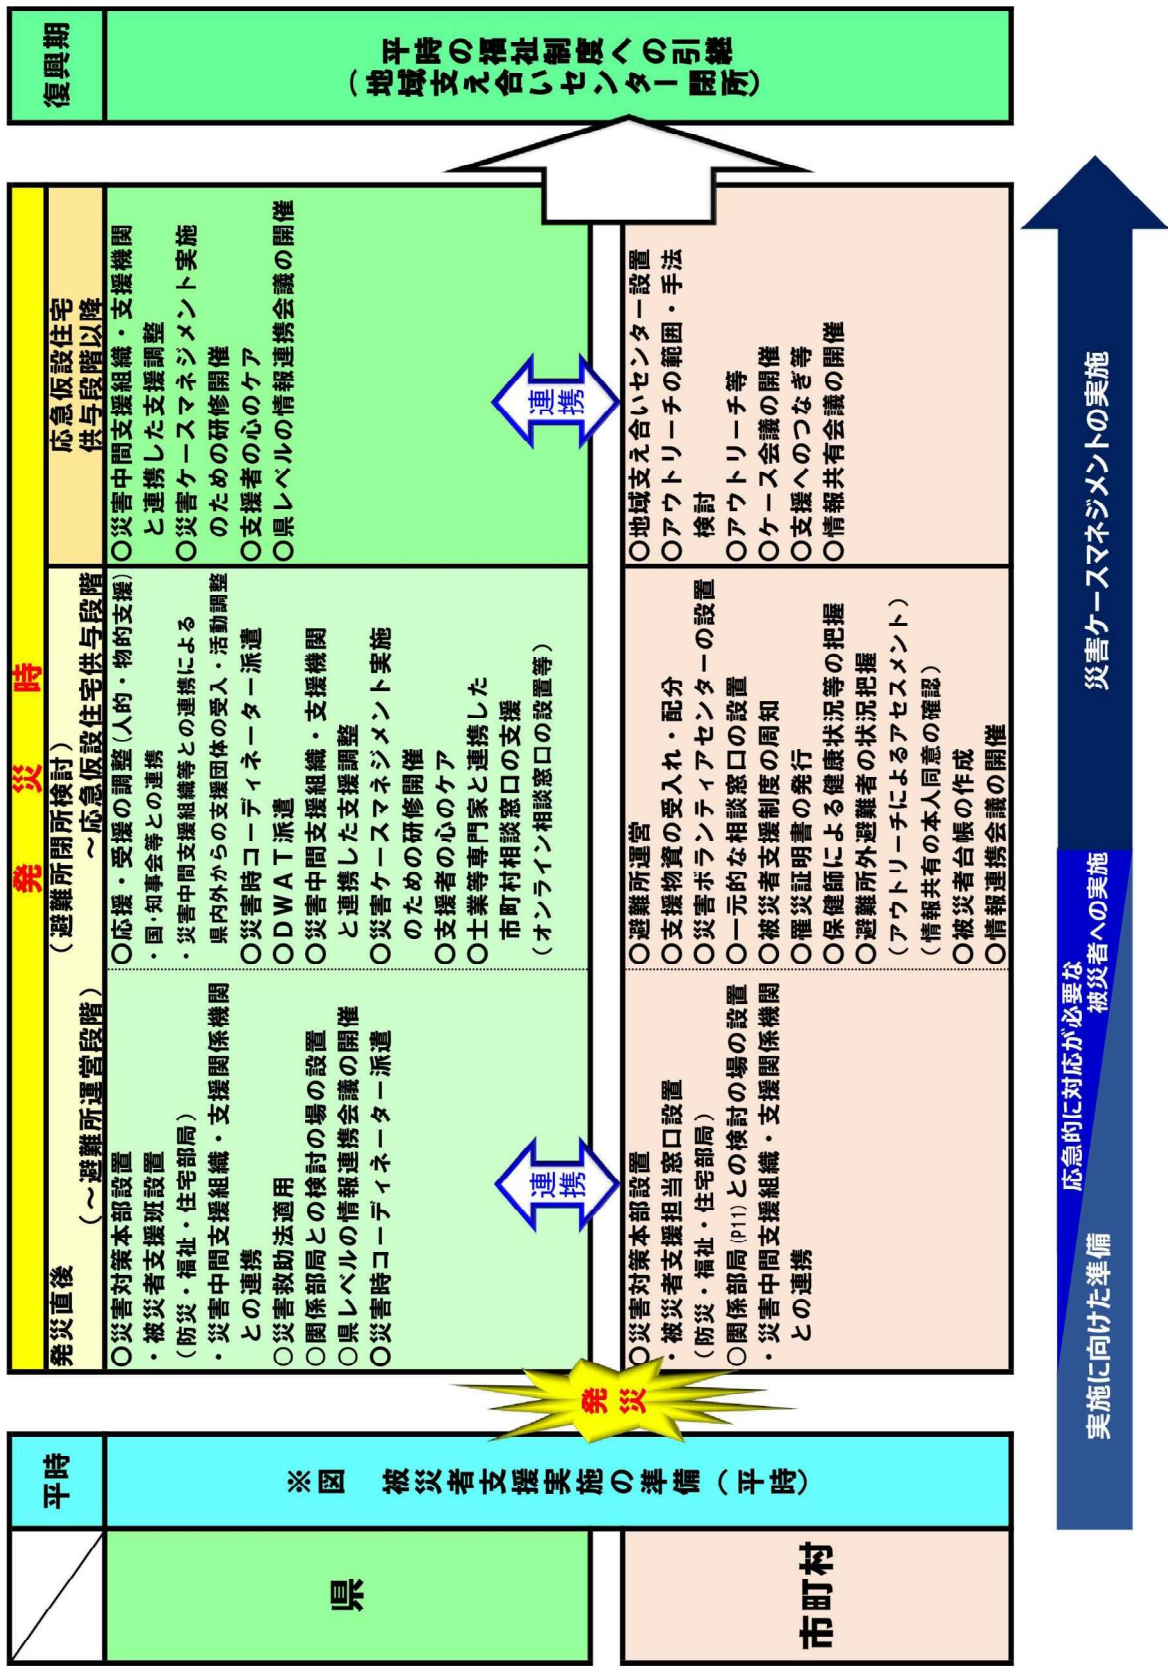 平時
発災時
復興期
発災直後
（～避難所運営段階）
（避難所閉所検討）
～応急仮設住宅供与段階
応急仮設住宅
供与段階以降
県
※図　被災者支援実施の準備（平時）
○災害対策本部設置
・被災者支援班設置
（防災・福祉・住宅部局）
・災害中間支援組織・支援関係機関
との連携
○災害救助法適用
○関係部局との検討の場の設置
○県レベルの情報連携会議の開催
○災害時コーディネーター派遣
○応援・受援の調整（人的・物的支援）
・国・知事会等との連携
・災害中間支援組織等との連携による
県内外からの支援団体の受入・活動調整
○災害時コーディネーター派遣
○ＤＷＡＴ派遣
○災害中間支援組織・支援機関
と連携した支援調整
○災害ケースマネジメント実施
のための研修開催
○支援者の心のケア
○士業等専門家と連携した
市町村相談窓口の支援
（オンライン相談窓口の設置等）
○災害中間支援組織・支援機関
と連携した支援調整
○災害ケースマネジメント実施
のための研修開催
○支援者の心のケア
○県レベルの情報連携会議の開催
平時の福祉制度への引継
（地域支え合いセンター閉所）
発災
連携
連携
市町村
○災害対策本部設置
・被災者支援担当窓口設置
（防災・福祉・住宅部局）
○関係部局(P11)との検討の場の設置
・災害中間支援組織・支援関係機関
との連携
○避難所運営
○支援物資の受入れ・配分
○災害ボランティアセンターの設置
○一元的な相談窓口の設置
○被災者支援制度の周知
○罹災証明書の発行
○保健師による健康状況等の把握
○避難所外避難者の状況把握
（アウトリーチによるアセスメント）
（情報共有の本人同意の確認）
○被災者台帳の作成
○情報連携会議の開催
○地域支え合いセンター設置
○アウトリーチの範囲・手法
検討
○アウトリーチ等
○ケース会議の開催
○支援へのつなぎ等
○情報共有会議の開催
実施に向けた準備
応急的に対応が必要な
被災者への実施
災害ケースマネジメントの実施